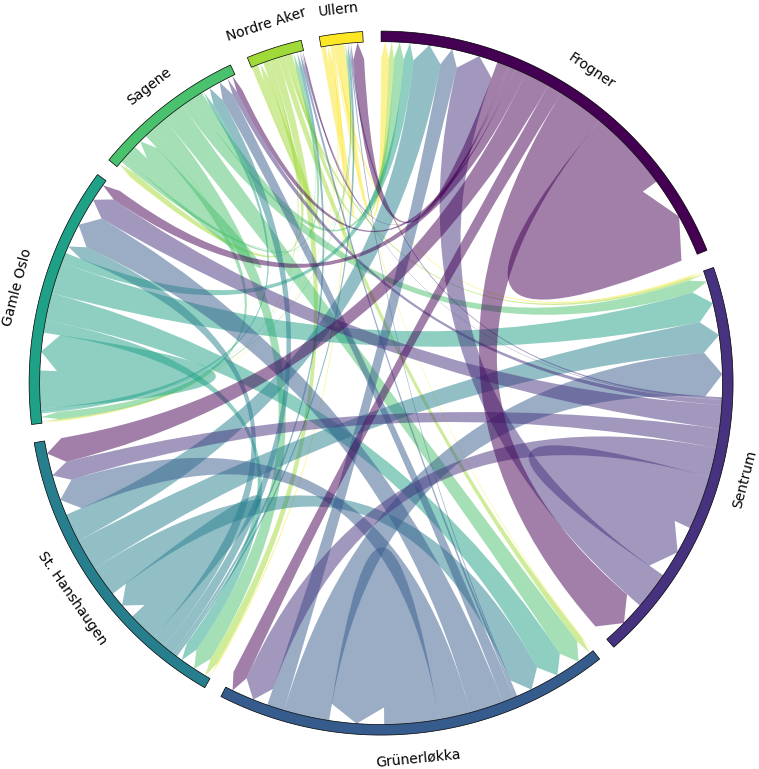 Ullern
Nordre Aker
Frogner
Sagene
Gamle Oslo
Sentrum
St. Hanshaugen
Grünerløkka